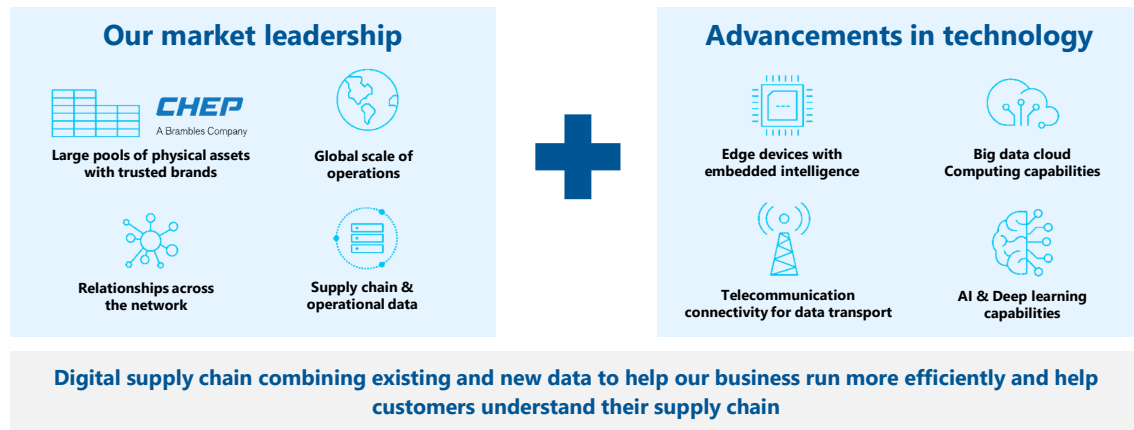 Our market leadership
CHEP
A Brambles Company
Large pools of physical assets
with trusted brands
Global scale of
operations
Relationships across
the network
Supply chain &
operational data
Advancements in technology
Edge devices with
embedded intelligence
Big data cloud
Computing capabilities
Telecommunication
connectivity for data transport
AI & Deep learning
capabilities
Digital supply chain combining existing and new data to help our business run more efficiently and help
customers understand their supply chain